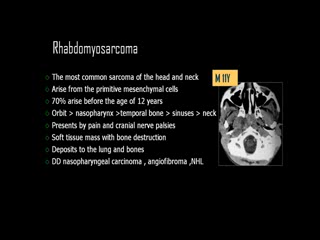 Rhabdomyosarcoma
The most common sarcoma of the head and neck
Arise from the primitive mesenchymal cells
70% arise before the age of 12 years
Orbit > nasopharynx >temporal bone > sinuses > neck
Presents by pain and cranial nerve palsies
Soft tissue mass with bone destruction
Deposits to the lung and bones
DD nasopharyngeal carcinoma , angiofibroma ,NHL
M 11Y